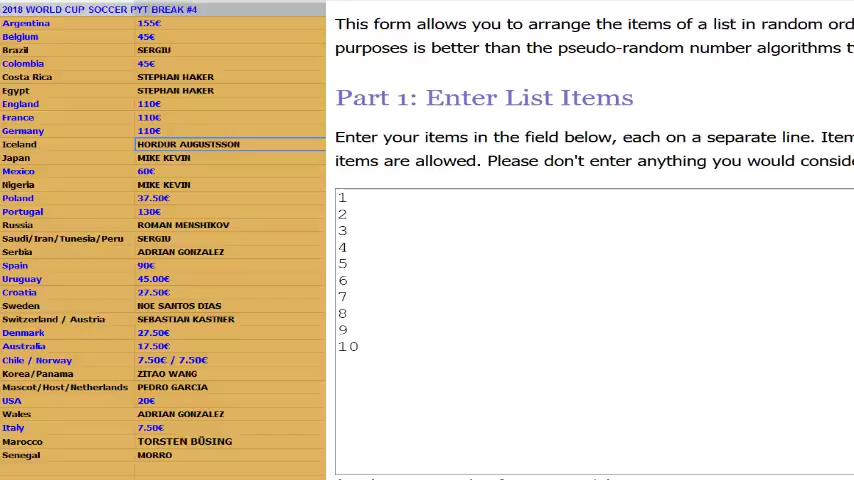 2018 WORLD CUP SOCCER PYT BREAK #4
Argentina 155€
Belgium 45€
Brazil SERGIU
Colombia 45€
Costa Rica STEPHAN HAKER
Egypt STEPHAN HAKER
England 110€
France 110€
Germany 110€
Iceland HORDUR AUGUSTSSON
Japan MIKE KEVIN
Mexico 60€
Nigeria MIKE KEVIN
Poland 37.50€
Portugal 130€
Russia ROMAN MENSHIKOV
Saudi/Iran/Tunesia/Peru SERGIU
Serbia ADRIAN GONZALEZ
Spain 90€
Uruguay 45.00€
Croatia 27.50€
Sweden NOE SANTOS DIAS
Switzerland / Austria SEBASTIAN KASTNER
Denmark 27.50€
Australia 17.50€
Chile / Norway 7.50€ / 7.50€
Korea/Panama ZITAO WANG
Mascot/Host/Netherlands PEDRO GARCIA
USA 20€
Wales ADRIAN GONZALEZ
Italy 7.50€
Marocco TORSTEN BÜSING
Senegal MORRO
This form allows you to arrange the items of a list in random ord
purposes is better than the pseudo-random number algorithms t
Part 1: Enter List Items
Enter your items in the field below, each on a separate line. Item
items are allowed. Please don't enter anything you would conside
1
2
3
4
5
6
7
8
9
10